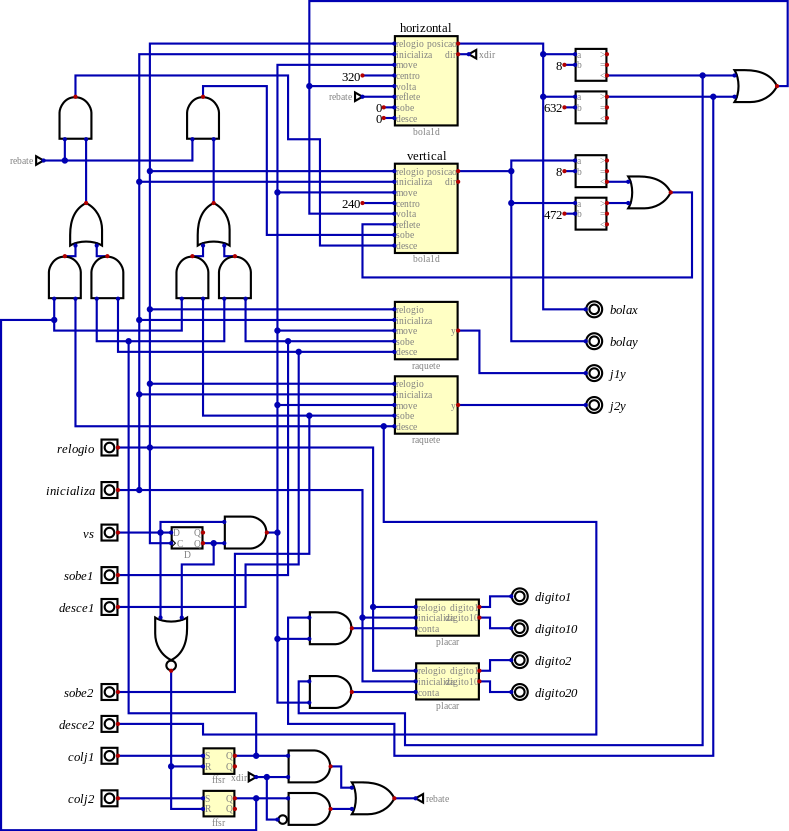 horizontal
relogio posicao
inicializa dir
xdir
move
320
centro
volta
rebate
reflete
0
sobe
0
desce
bola1d
a >
8
b =
<
a >
632
b =
<
rebate
vertical
relogio posicao
inicializa dir
move
240
centro
volta
reflete
sobe
desce
bola1d
a >
8
b =
<
a >
472
b =
<
relogio
inicializa
move y
sobe
desce
raquete
bolax
bolay
j1y
relogio
inicializa
move y
sobe
desce
raquete
j2y
relogio
inicializa
vs
D Q
C Q
D
sobe1
desce1
relogio digito1
inicializa digito10
conta
placar
digito1
digito10
relogio digito1
inicializa digito10
conta
placar
digito2
digito20
sobe2
desce2
colj1
S Q
R Q
ffsr
xdir
colj2
S Q
R Q
ffsr
rebate